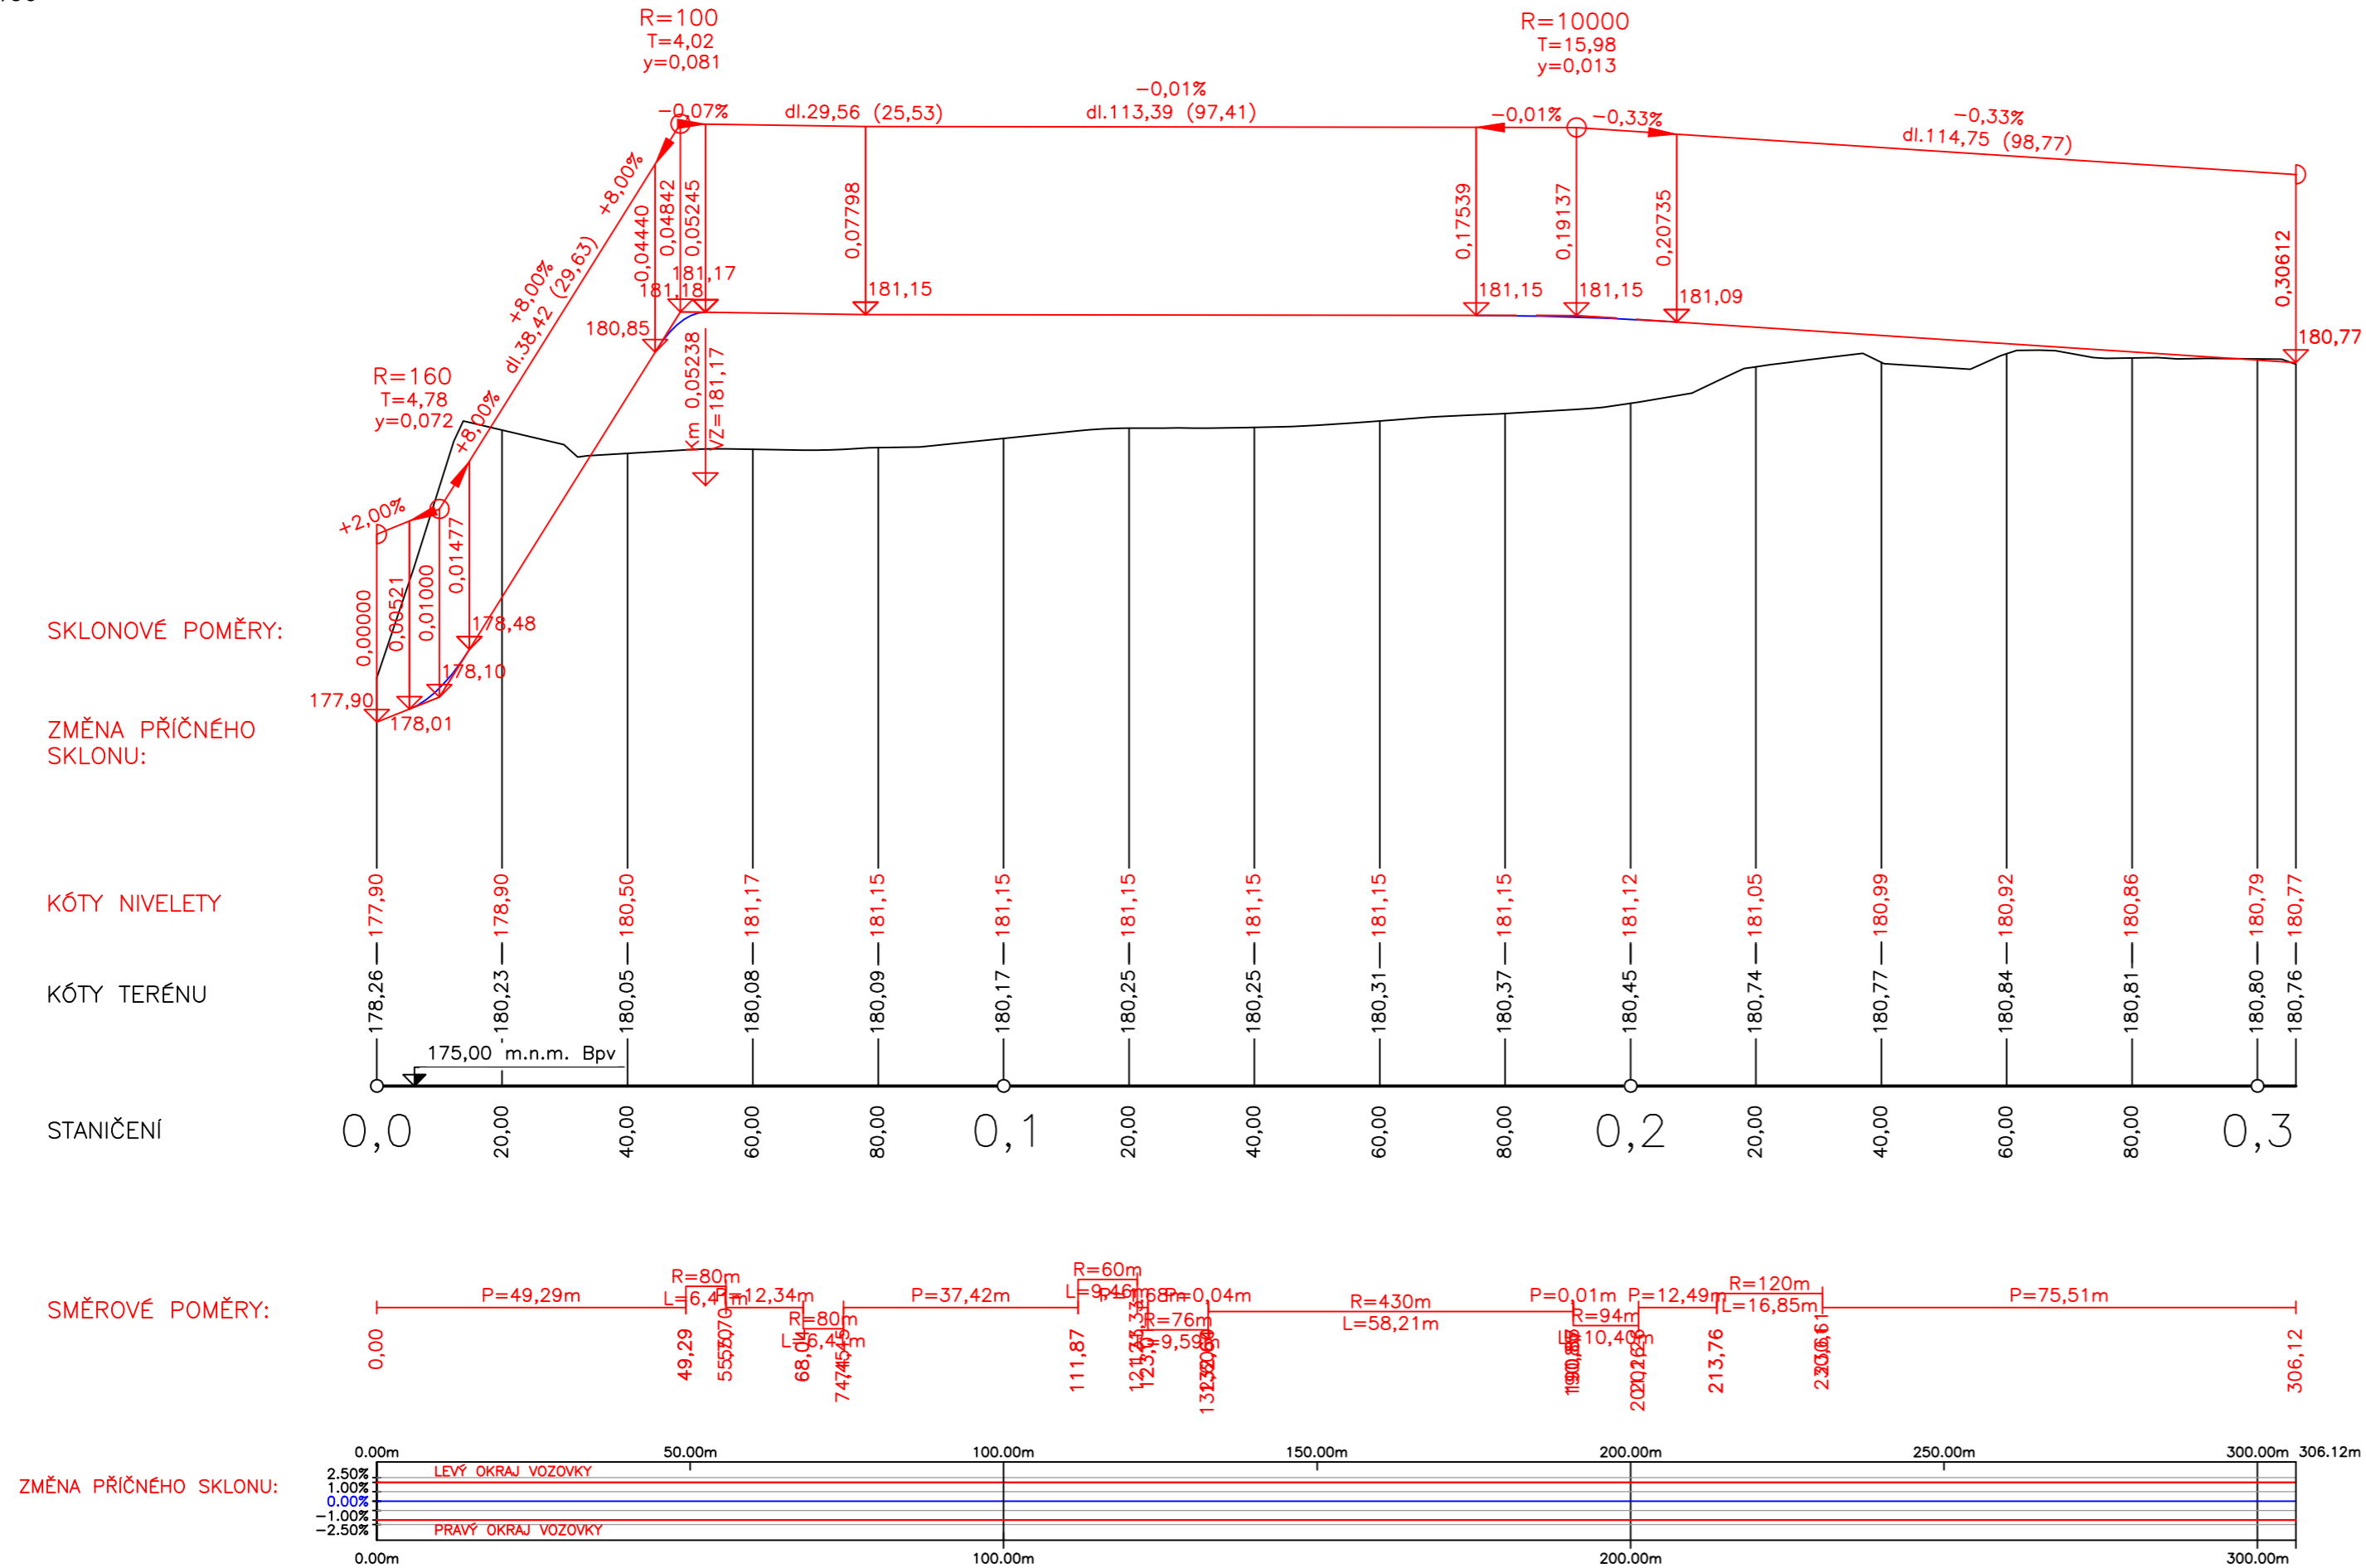 R=100
T=4,02
y=0,081
R=10000
T=15,98
y=0,013
-0,07%
dl.29,56 (25,53)
-0,01%
dl.113,39 (97,41)
-0,01%
-0,33%
-0,33%
dl.114,75 (98,77)
+8,00%
+8,00%
dl.38,42 (29,63)
+8,00%
+2,00%
R=160
T=4,78
y=0,072
0,00000
0,00521
0,01000
0,01477
0,04440
0,04842
0,05245
0,07798
0,17539
0,19137
0,20735
0,30612
177,90
178,01
178,10
178,48
180,85
181,18
181,17
181,15
181,15
181,15
181,09
180,77
Km 0,05238
VZ=181,17
SKLONOVÉ POMĚRY:
ZMĚNA PŘÍČNÉHO
SKLONU:
KÓTY NIVELETY
177,90 178,90 180,50 181,17 181,15 181,15 181,15 181,15 181,15 181,15 181,12 181,05 180,99 180,92 180,86 180,79 180,77
KÓTY TERÉNU
178,26 180,23 180,05 180,08 180,09 180,17 180,25 180,25 180,31 180,37 180,45 180,74 180,77 180,84 180,81 180,80 180,76
175,00 m.n.m. Bpv
STANIČENÍ
0,0 20,00 40,00 60,00 80,00 0,1 20,00 40,00 60,00 80,00 0,2 20,00 40,00 60,00 80,00 0,3
SMĚROVÉ POMĚRY:
P=49,29m
R=80m
P=12,34m
R=80m
P=37,42m
R=60m
L=9,46m
P=0,04m
R=76m
L=9,59m
R=430m
L=58,21m
P=0,01m
R=94m
L=10,40m
P=12,49m
R=120m
L=16,85m
P=75,51m
0,00
49,29
68,04
111,87
213,76
306,12
0.00m 50.00m 100.00m 150.00m 200.00m 250.00m 300.00m 306.12m
ZMĚNA PŘÍČNÉHO SKLONU:
2.50%
1.00%
0.00%
-1.00%
-2.50%
LEVÝ OKRAJ VOZOVKY
PRAVÝ OKRAJ VOZOVKY
0.00m 100.00m 200.00m 300.00m